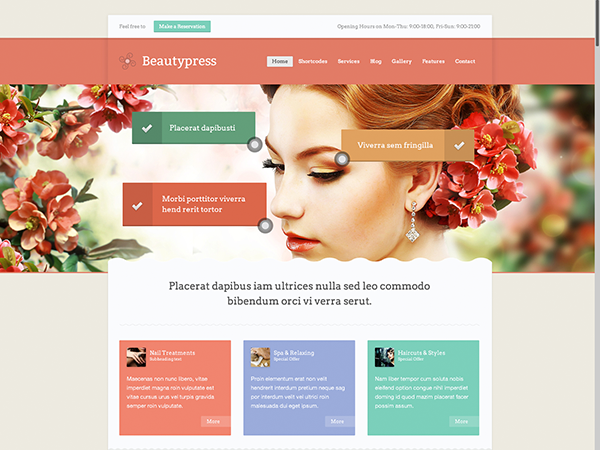 Feel free to
Make a Reservation
Opening Hours on Mon-Thu: 9:00-18:00, Fri-Sun: 9:00-21:00
Beautypress
Home
Shortcodes
Services
Blog
Gallery
Features
Contact
Placerat dapibusti
Viverra sem fringilla
Morbi porttitor viverra
hend rerit tortor
Placerat dapibus iam ultrices nulla sed leo commodo
bibendum orci vi verra serut.
Nail Treatments
Subheading text
Maecenas non nunc libero, vitae
imperdiet magna roin vulputate est
vitae cursus urus vel turpis gravida
semper roin vulputate.
More
Spa & Relaxing
Special Offer
Proin elementum erat non velit
hendrerit interdum pretium neque sag
por interdum velit vei ultrici roin
malesuada dui eget ipsum.
More
Haircuts & Styles
Special Offer
Nam liber tempor cum soluta nobis
eleifend option congue nihil imperdiet
doming id quod mazim placerat facer
possim assum.
More